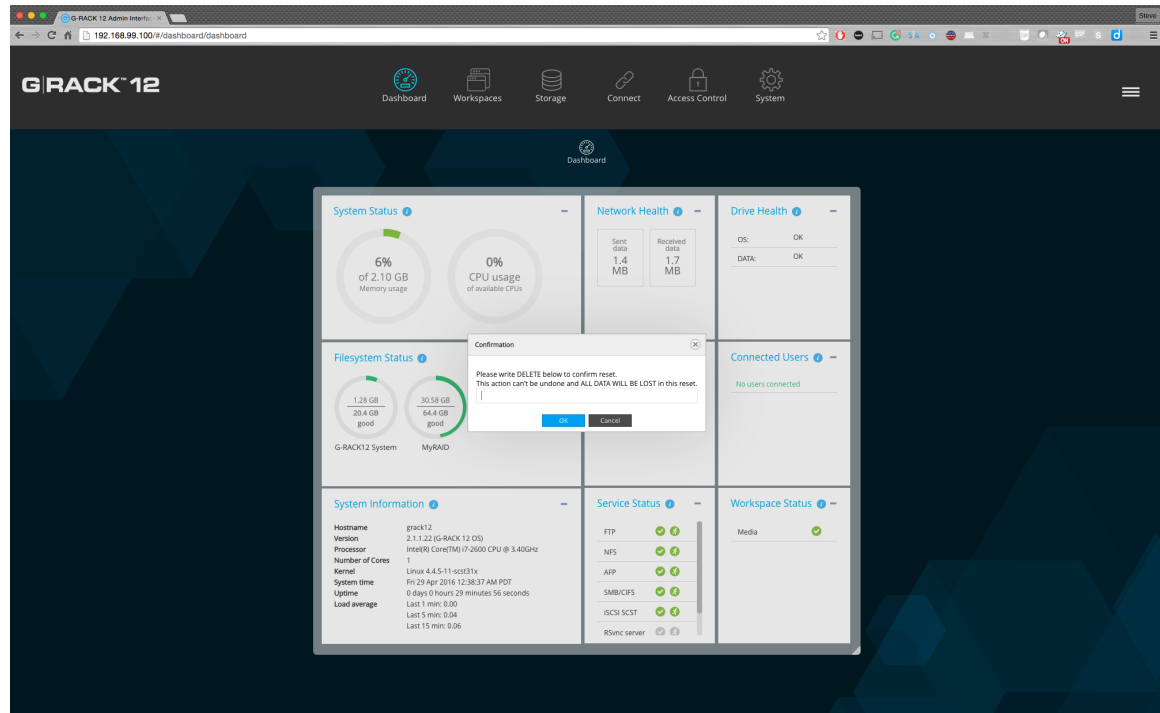 G-RACK 12 Admin Interfac
Steve
192.168.99.100/#/dashboard/dashboard
G|RACK™ 12
Dashboard
Workspaces
Storage
Connect
Access Control
System
Dashboard
System Status
6%
of 2.10 GB
Memory usage
0%
CPU usage
of available CPUs
Network Health
Sent
data
1.4
MB
Received
data
1.7
MB
Drive Health
OS: OK
DATA: OK
Filesystem Status
1.28 GB
20.4 GB
good
G-RACK12 System
30.58 GB
64.4 GB
good
MyRAID
Confirmation
Please write DELETE below to confirm reset.
This action can't be undone and ALL DATA WILL BE LOST in this reset.
OK
Cancel
Connected Users
No users connected
System Information
Hostname grack12
Version 2.1.1.22 (G-RACK 12 OS)
Processor Intel(R) Core(TM) i7-2600 CPU @ 3.40GHz
Number of Cores 1
Kernel Linux 4.4.5-11-scst31x
System time Fri 29 Apr 2016 12:38:37 AM PDT
Uptime 0 days 0 hours 29 minutes 56 seconds
Load average Last 1 min: 0.00
Last 5 min: 0.04
Last 15 min: 0.06
Service Status
FTP
NFS
AFP
SMB/CIFS
iSCSI SCST
RSync server
Workspace Status
Media